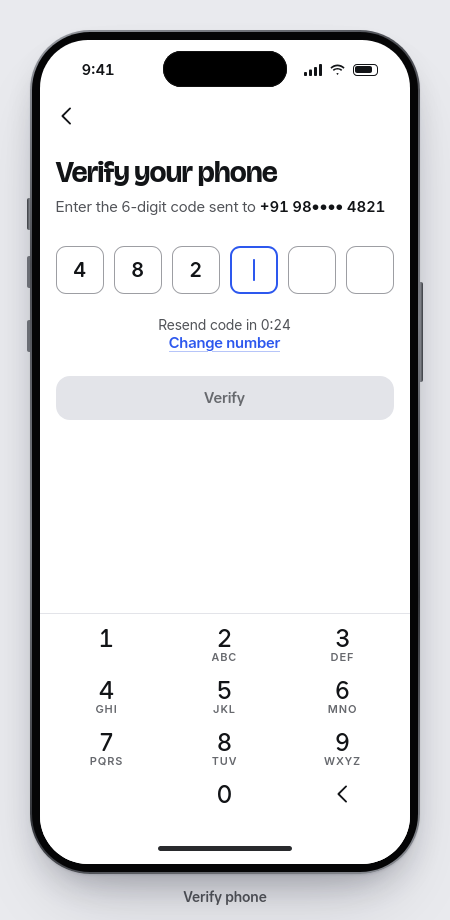 9:41
Verify your phone
Enter the 6-digit code sent to +91 98•••• 4821
4 8 2
Resend code in 0:24
Change number
Verify
1 2 3
ABC DEF
4 5 6
GHI JKL MNO
7 8 9
PQRS TUV WXYZ
0
Verify phone